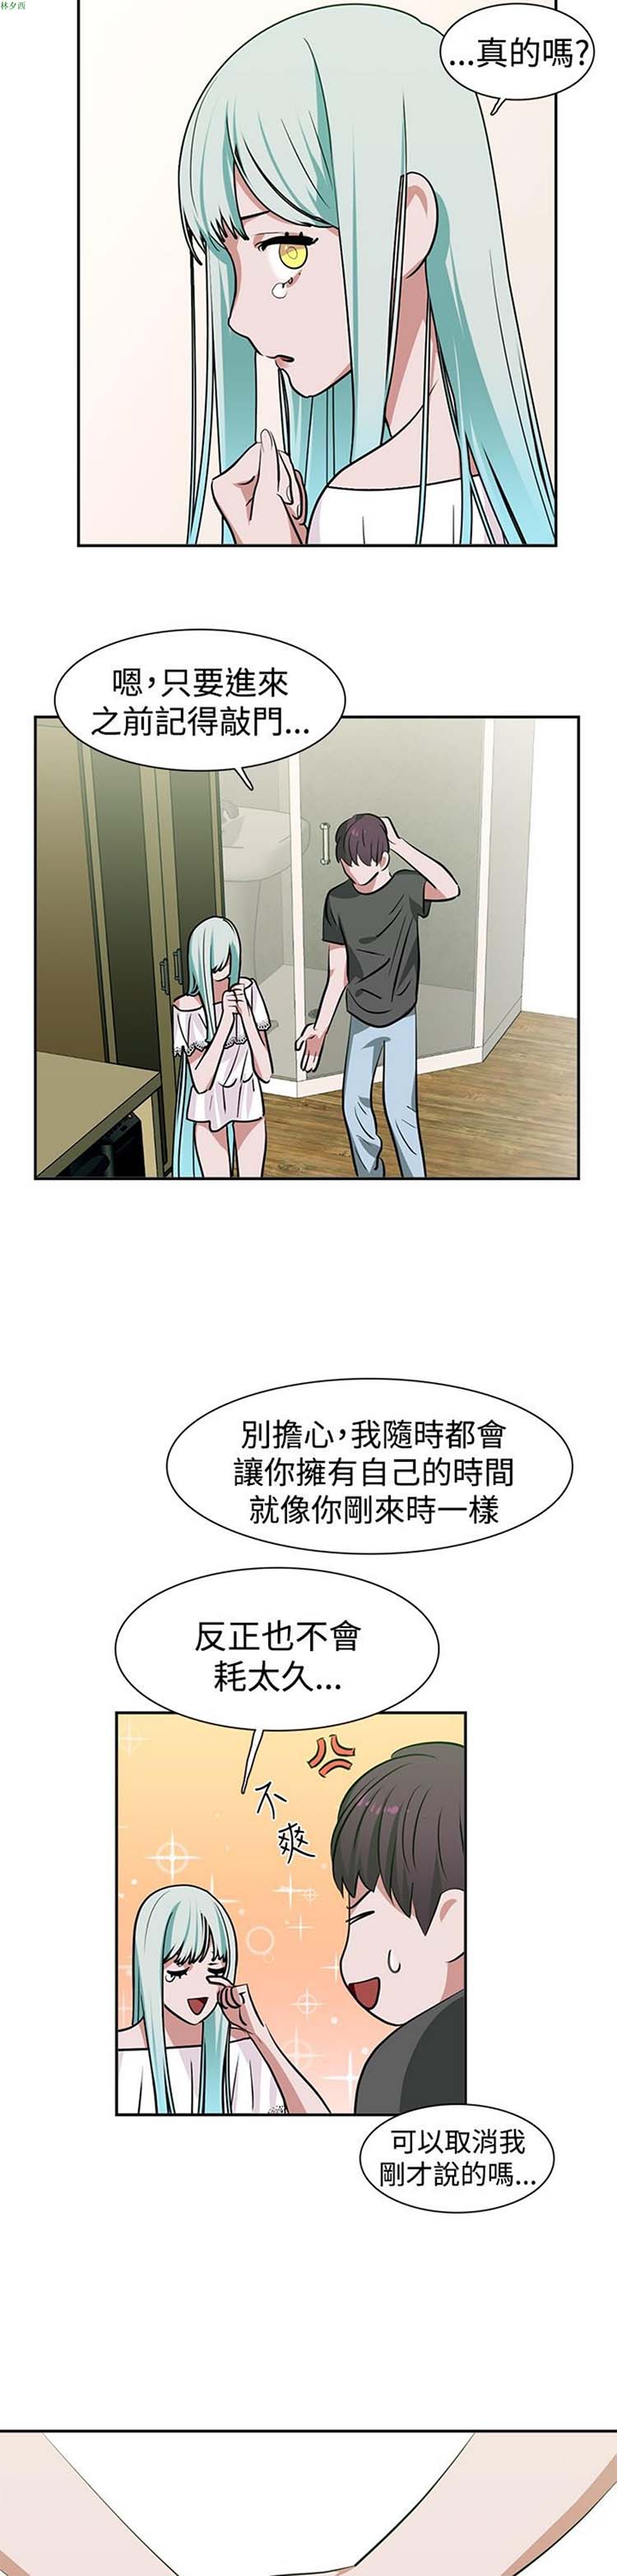 林夕西
…真的嗎?
嗯,只要進來
之前記得敲門…
別擔心,我隨時都會
讓你擁有自己的時間
就像你剛來時一樣
反正也不會
耗太久…
不
爽
可以取消我
剛才說的嗎…